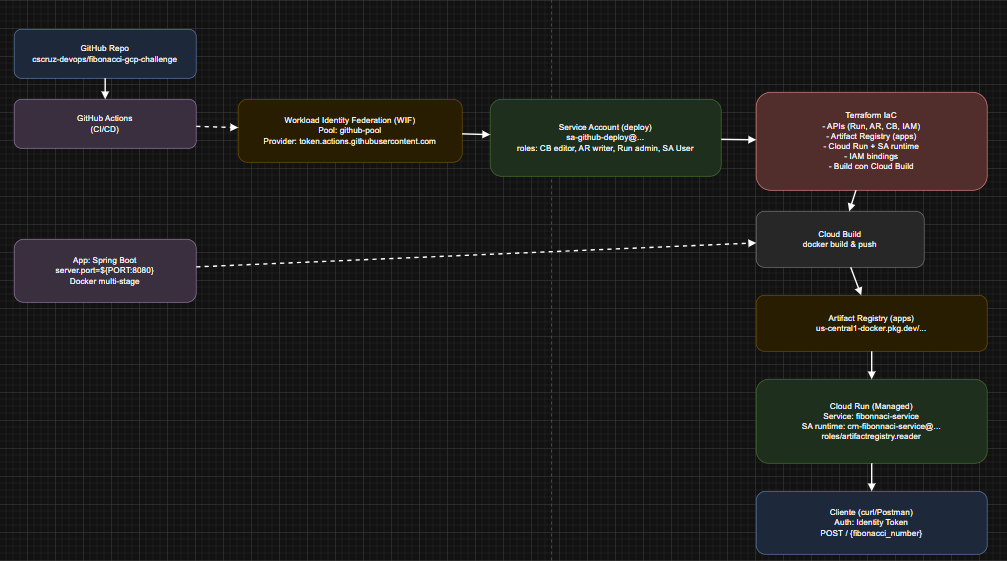 GitHub Repo
cscruz-devops/fibonacci-gcp-challenge
GitHub Actions
(CI/CD)
Workload Identity Federation (WIF)
Pool: github-pool
Provider: token.actions.githubusercontent.com
Service Account (deploy)
sa-github-deploy@...
roles: CB editor, AR writer, Run admin, SA User
Terraform IaC
- APIs (Run, AR, CB, IAM)
- Artifact Registry (apps)
- Cloud Run + SA runtime
- IAM bindings
- Build con Cloud Build
Cloud Build
docker build & push
App: Spring Boot
server.port=${PORT:8080}
Docker multi-stage
Artifact Registry (apps)
us-central1-docker.pkg.dev/...
Cloud Run (Managed)
Service: fibonnaci-service
SA runtime: crn-fibonnaci-service@...
roles/artifactregistry.reader
Cliente (curl/Postman)
Auth: Identity Token
POST / {fibonacci_number}